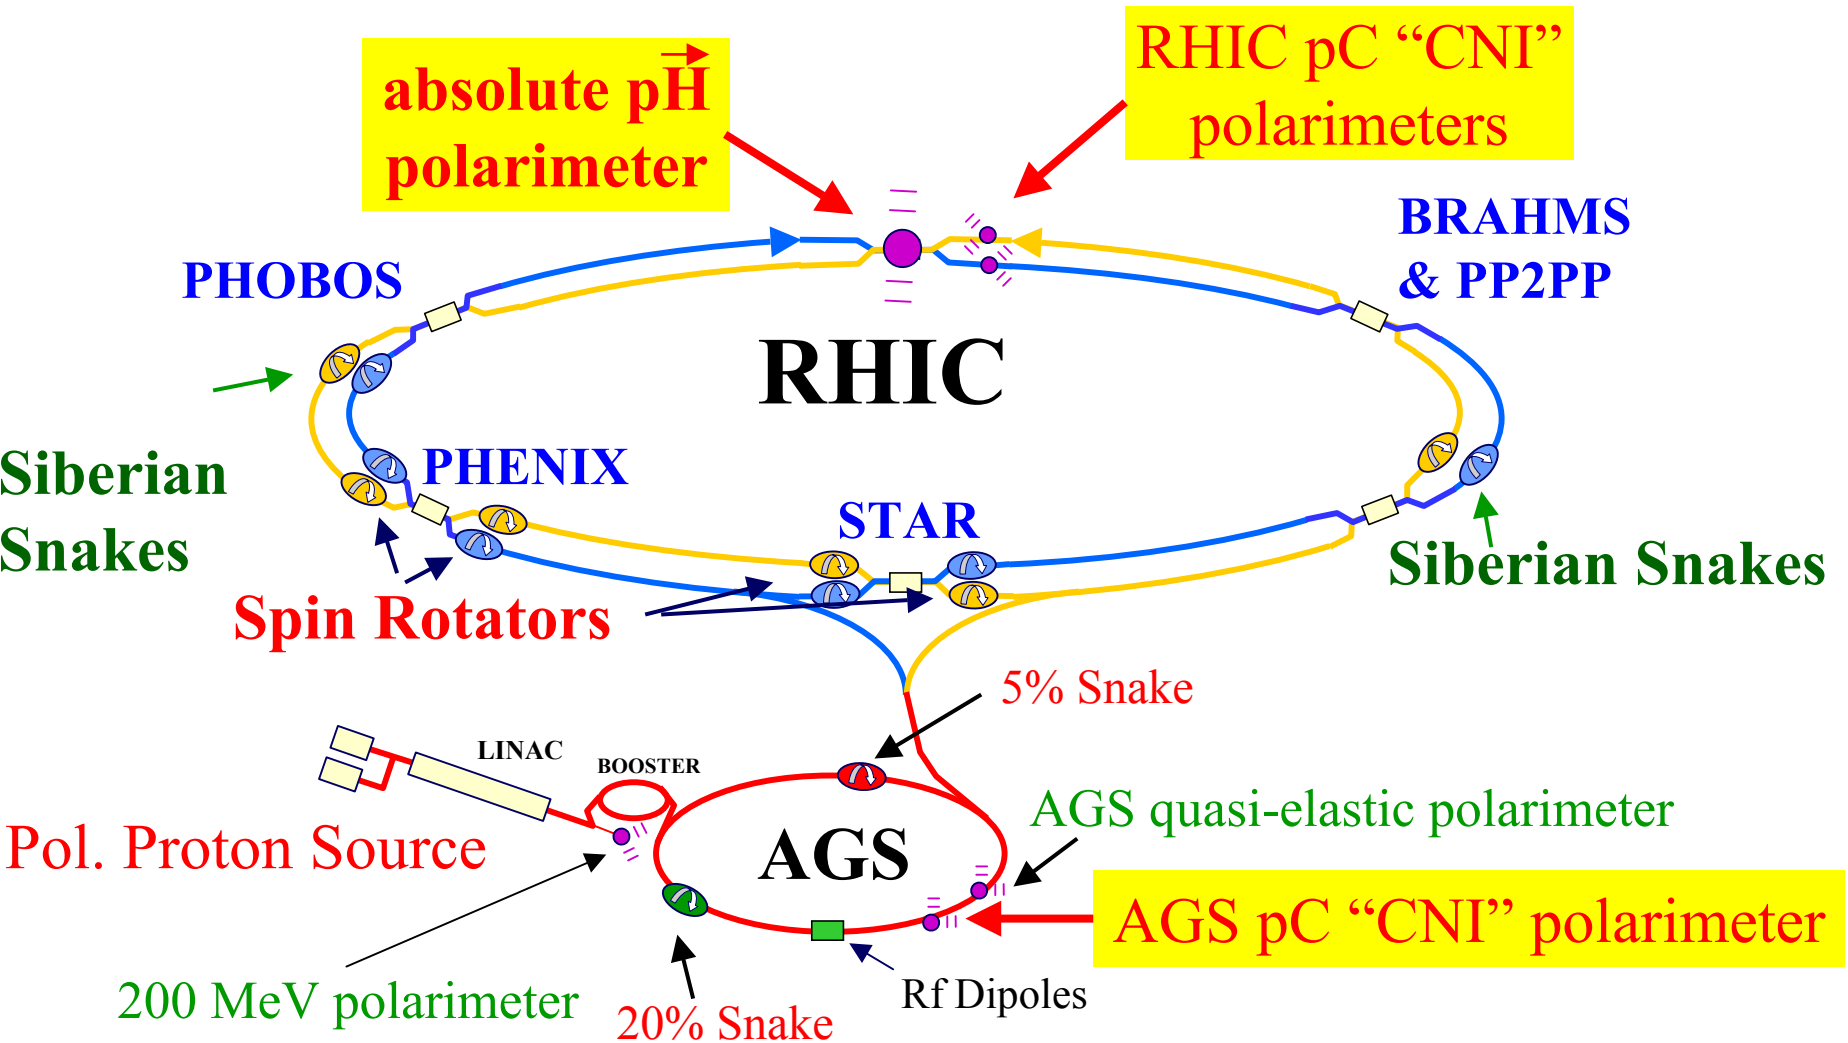 absolute pH
polarimeter
RHIC pC “CNI”
polarimeters
BRAHMS
& PP2PP
PHOBOS
RHIC
Siberian
Snakes
PHENIX
STAR
Siberian Snakes
Spin Rotators
5% Snake
LINAC
BOOSTER
AGS quasi-elastic polarimeter
Pol. Proton Source
AGS
AGS pC “CNI” polarimeter
200 MeV polarimeter
Rf Dipoles
20% Snake